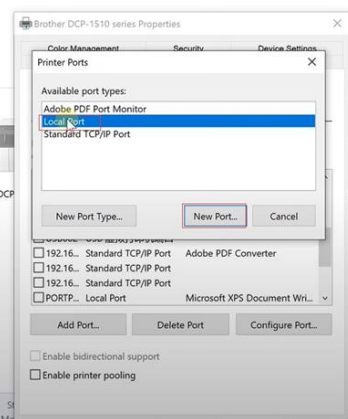 Brother DCP-1510 series Properties
Color Management Security Device Settings
Printer Ports
Available port types:
Adobe PDF Port Monitor
Local Port
Standard TCP/IP Port
DCP
New Port Type... New Port... Cancel
192.16... Standard TCP/IP Port Adobe PDF Converter
192.16... Standard TCP/IP Port
192.16... Standard TCP/IP Port
PORTP... Local Port Microsoft XPS Document Wri...
Add Port... Delete Port Configure Port...
Enable bidirectional support
Enable printer pooling